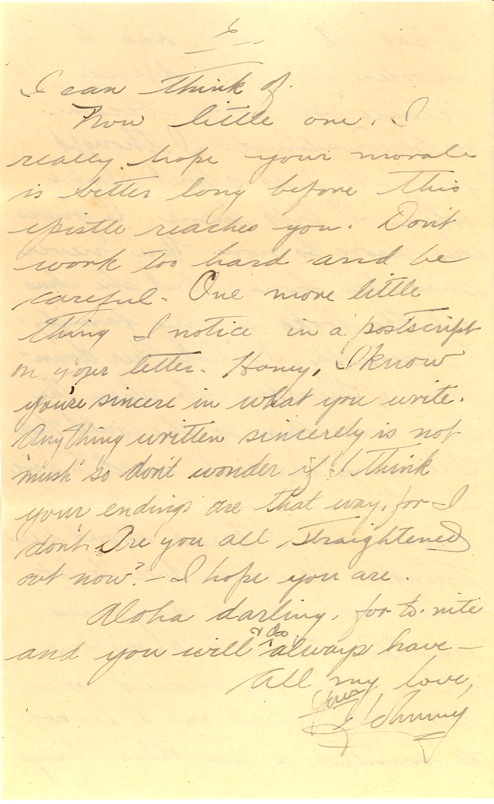 6
I can think of.
Now little one, I
really hope your morale
is better long before this
epistle reaches you. Don't
work too hard and be
careful. One more little
thing I notice in a postscript
on your letter. Honey, I know
you're sincere in what you write.
Anything written sincerely is not
"mush" so don't wonder if I think
your endings are that way, for I
don't. Are you all straightened
out now? - I hope you are.
Aloha darling, for to-nite
& do
and you will always have -
All my love,
Johnny